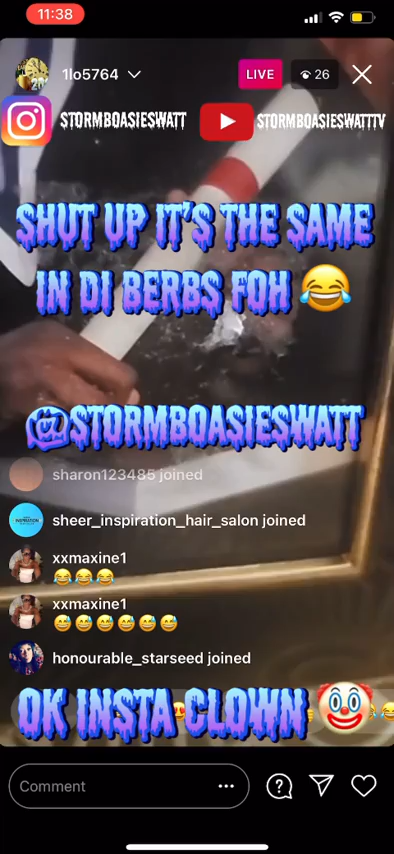 11:38
1lo5764
LIVE
26
STORMBOASIESWATT
STORMBOASIESWATTTV
SHUT UP IT'S THE SAME
IN DI BERBS FOH 😂
@STORMBOASIESWATT
sharon123485 joined
sheer_inspiration_hair_salon joined
xxmaxine1
😂😂😂
xxmaxine1
😅😅😅😅😅😅
honourable_starseed joined
OK INSTA CLOWN 🤡
Comment